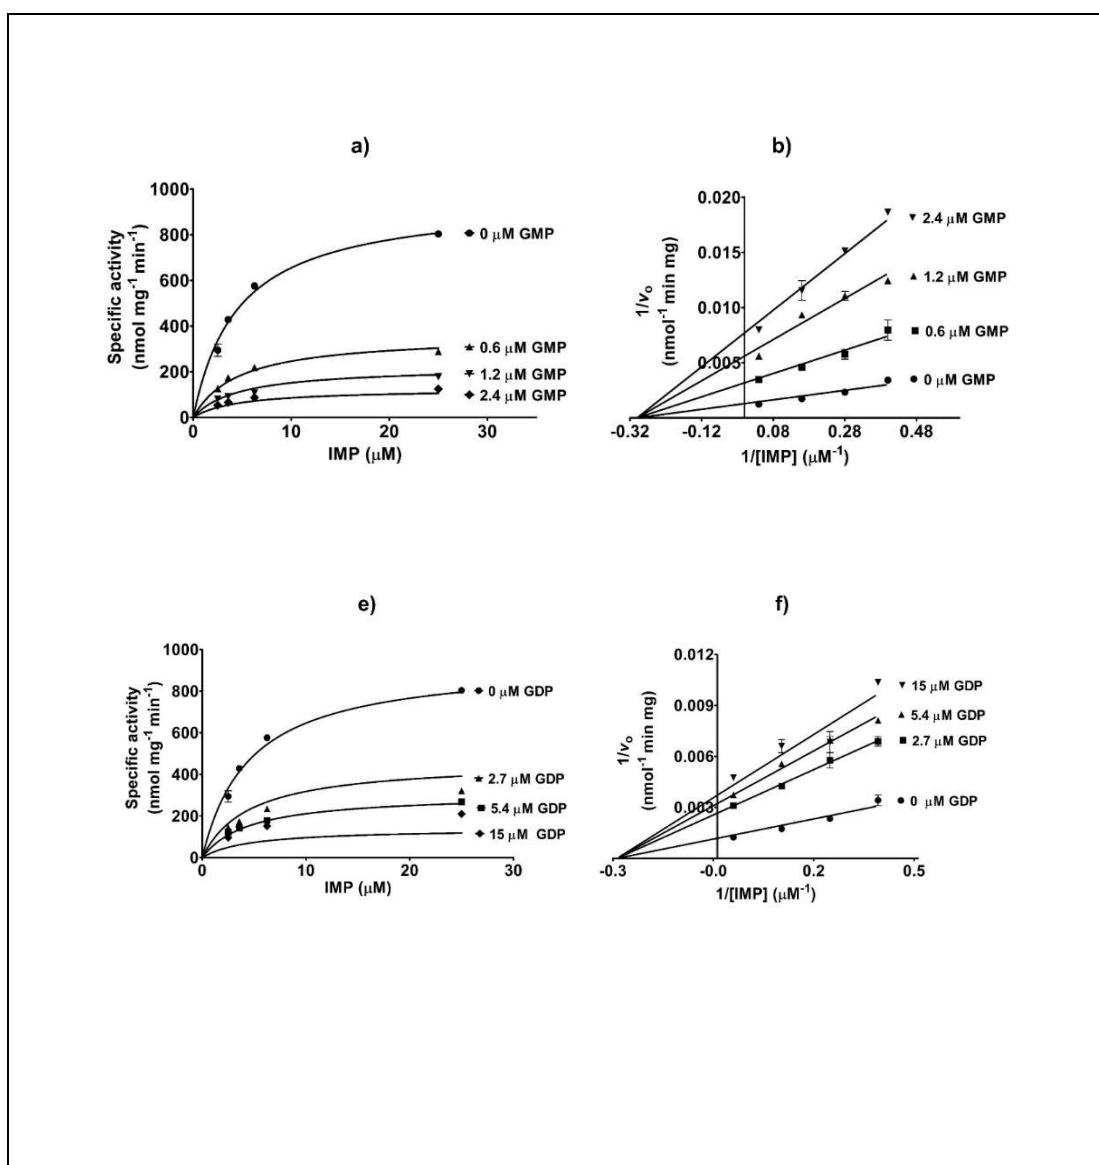 a)
Specific activity
(nmol mg⁻¹ min⁻¹)
1000
800
600
400
200
0
0 10 20 30
IMP (μM)
0 μM GMP
0.6 μM GMP
1.2 μM GMP
2.4 μM GMP
b)
1/vₒ
(nmol⁻¹ min mg)
0.020
0.015
0.010
0.005
-0.32 -0.12 0.08 0.28 0.48
1/[IMP] (μM⁻¹)
2.4 μM GMP
1.2 μM GMP
0.6 μM GMP
0 μM GMP
e)
Specific activity
(nmol mg⁻¹ min⁻¹)
1000
800
600
400
200
0
0 10 20 30
IMP (μM)
0 μM GDP
2.7 μM GDP
5.4 μM GDP
15 μM GDP
f)
1/vₒ
(nmol⁻¹ min mg)
0.012
0.009
0.006
0.003
-0.3 -0.0 0.2 0.5
1/[IMP] (μM⁻¹)
15 μM GDP
5.4 μM GDP
2.7 μM GDP
0 μM GDP